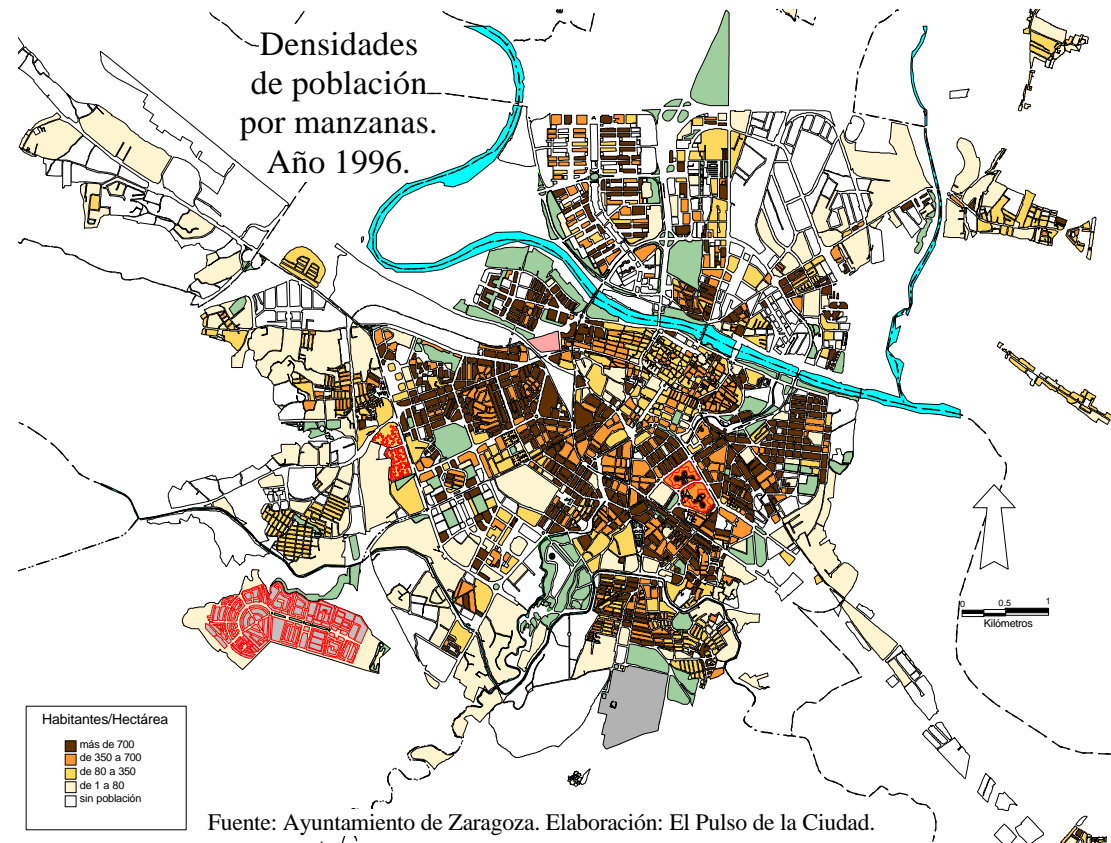 Densidades
de población
por manzanas.
Año 1996.
0 0.5 1
Kilómetros
Habitantes/Hectárea
más de 700
de 350 a 700
de 80 a 350
de 1 a 80
sin población
Fuente: Ayuntamiento de Zaragoza. Elaboración: El Pulso de la Ciudad.